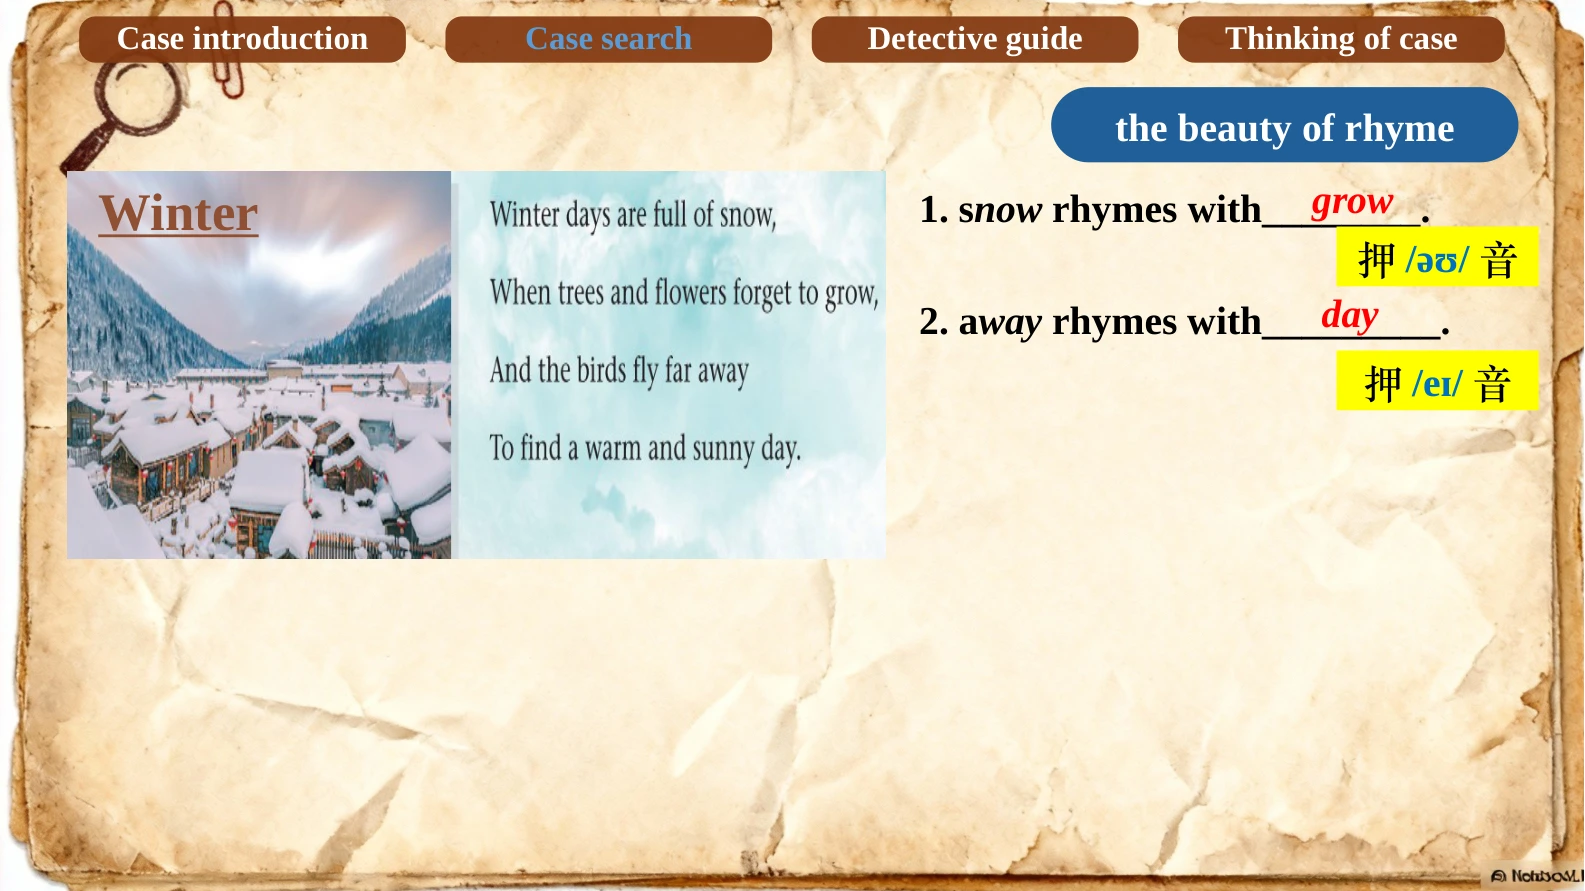 Case introduction
Case search
Detective guide
Thinking of case
the beauty of rhyme
Winter
Winter days are full of snow,
When trees and flowers forget to grow,
And the birds fly far away
To find a warm and sunny day.
1. snow rhymes with________.
grow
押 /əʊ/ 音
2. away rhymes with_________.
day
押 /eɪ/ 音